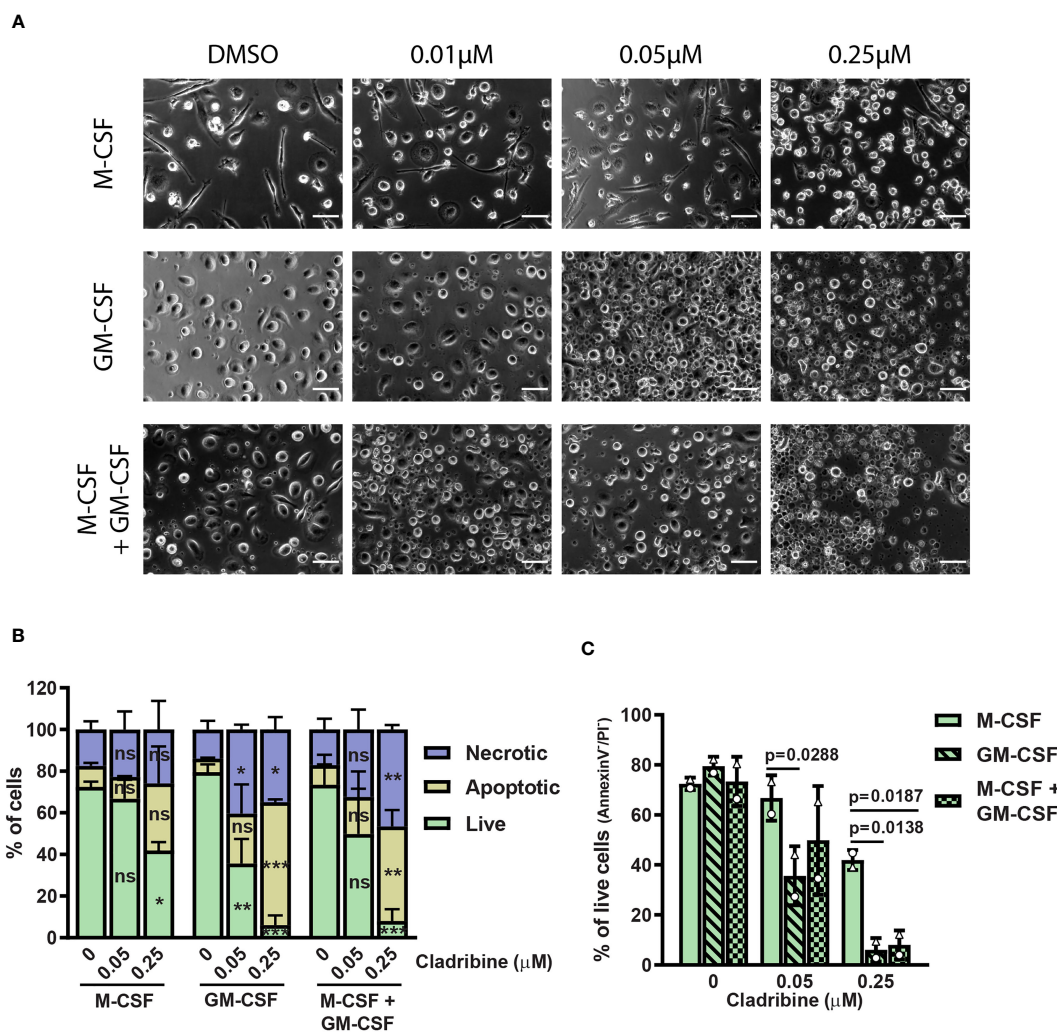 A
DMSO
0.01µM
0.05µM
0.25µM
M-CSF
GM-CSF
M-CSF
+ GM-CSF
B
% of cells
120
100
80
60
40
20
0
ns
ns
ns
ns
ns
*
*
ns
**
*
***
***
ns
ns
ns
**
**
***
Necrotic
Apoptotic
Live
0
0.05
0.25
0
0.05
0.25
0
0.05
0.25
Cladribine (µM)
M-CSF
GM-CSF
M-CSF +
GM-CSF
C
% of live cells (AnnexinV⁻/PI⁻)
100
80
60
40
20
0
p=0.0288
p=0.0187
p=0.0138
0
0.05
0.25
Cladribine (µM)
M-CSF
GM-CSF
M-CSF +
GM-CSF